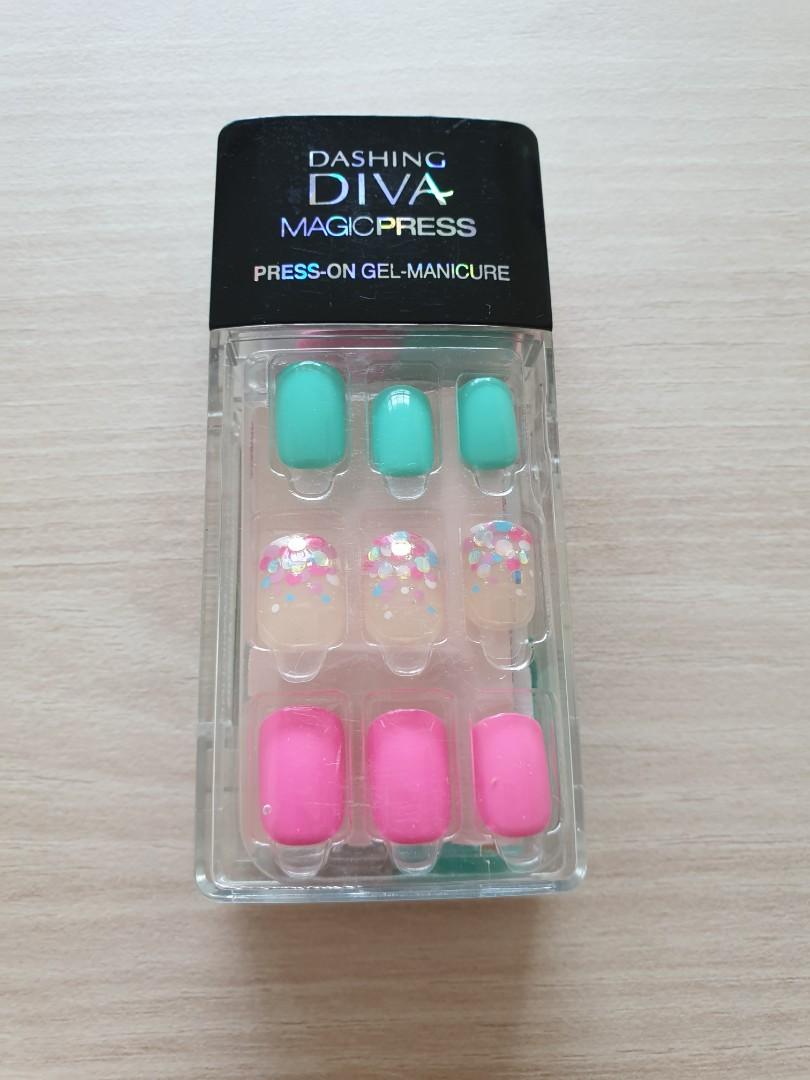 DASHING
DIVA
MAGICPRESS
PRESS-ON GEL-MANICURE